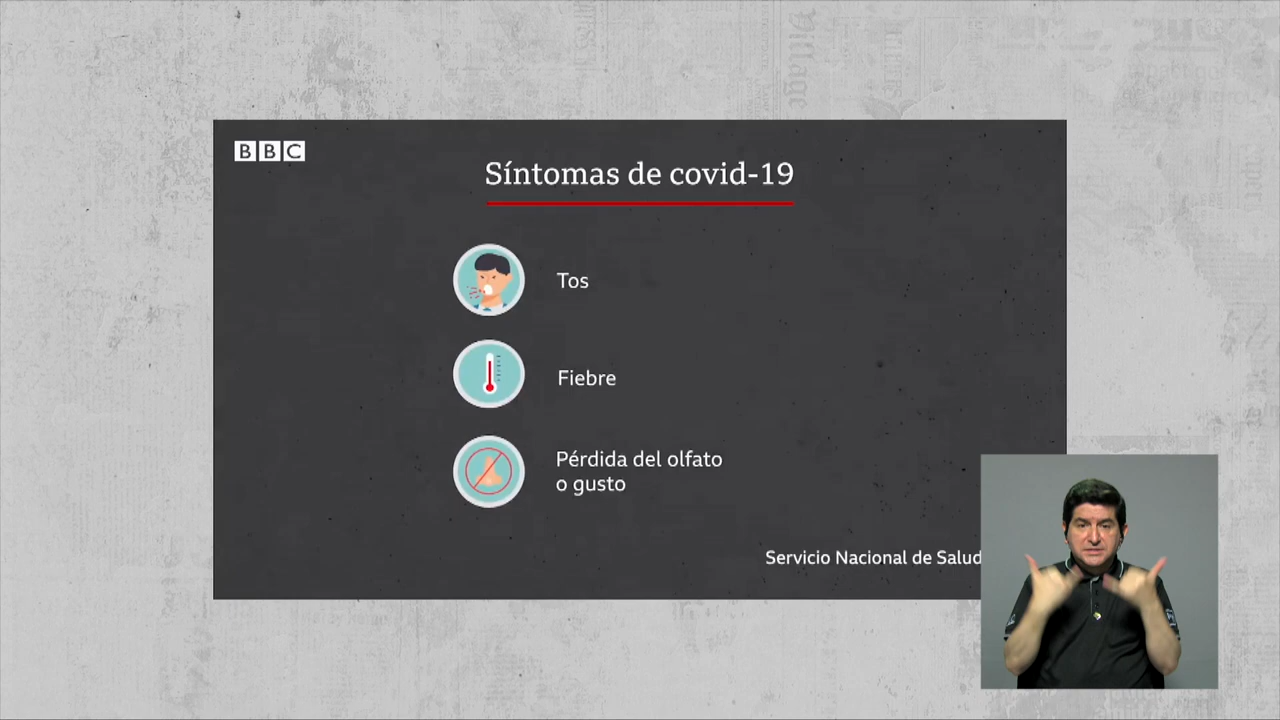 BBC
Síntomas de covid-19
Tos
Fiebre
Pérdida del olfato
o gusto
Servicio Nacional de Salud